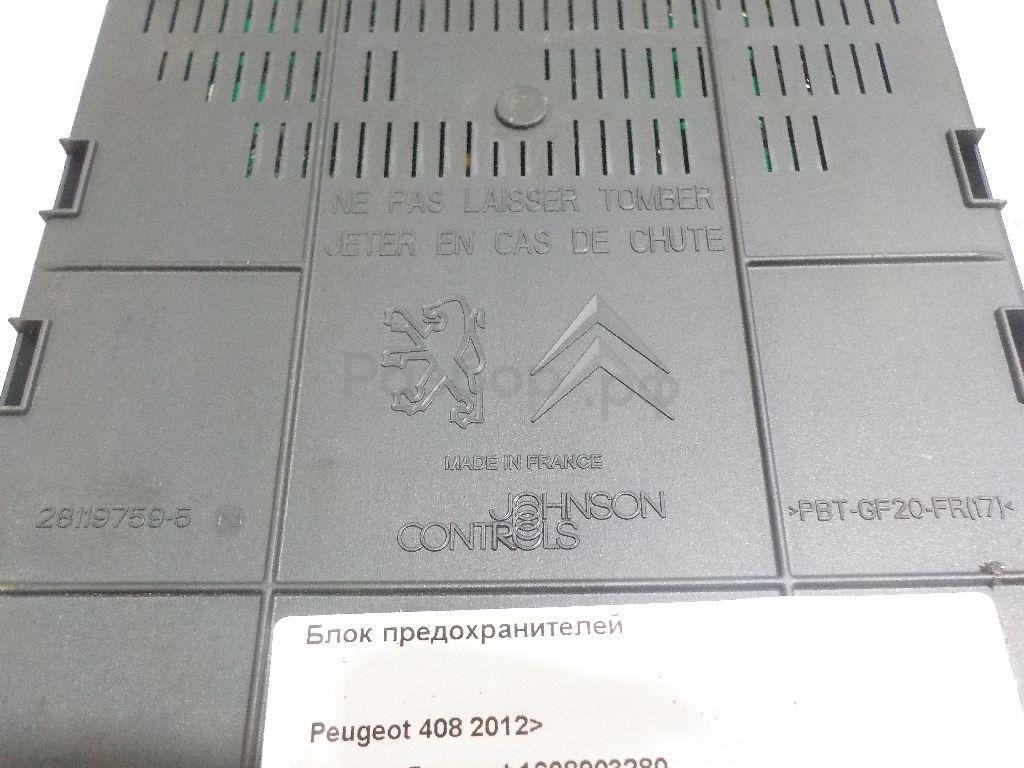 NE PAS LAISSER TOMBER
JETER EN CAS DE CHUTE
MADE IN FRANCE
JOHNSON
CONTROLS
28119759-5
>PBT-GF20-FR(17)<
Блок предохранителей
Peugeot 408 2012>